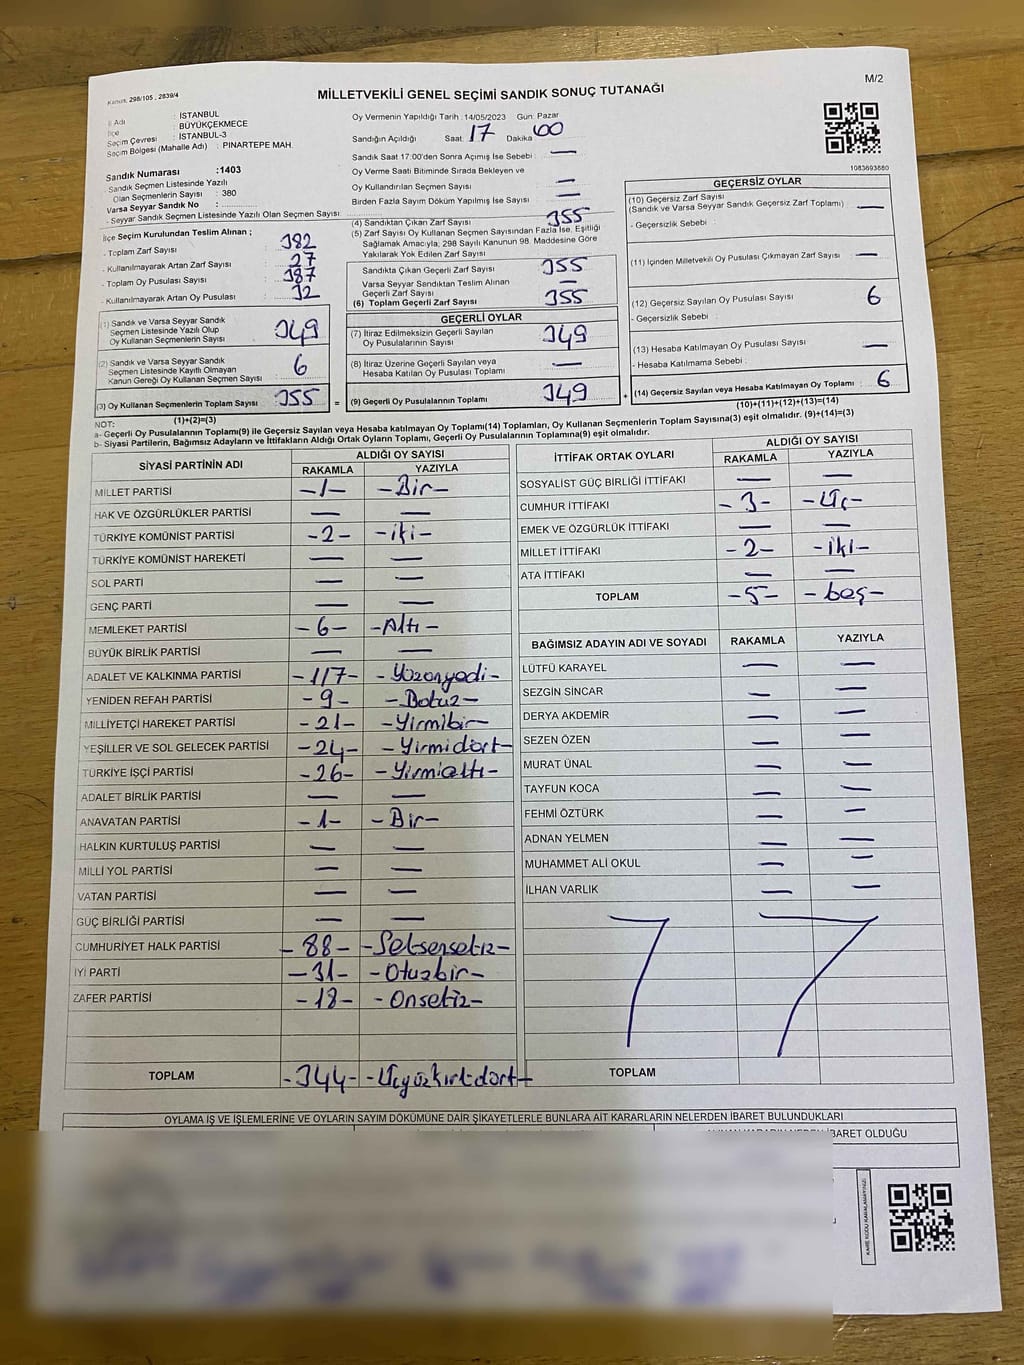 Kanun: 298/105 , 2839/4
MİLLETVEKİLİ GENEL SEÇİMİ SANDIK SONUÇ TUTANAĞI
M/2
İl Adı : İSTANBUL
İlçe : BÜYÜKÇEKMECE
Seçim Çevresi : İSTANBUL-3
Seçim Bölgesi (Mahalle Adı) : PINARTEPE MAH.
Sandık Numarası :1403
- Sandık Seçmen Listesinde Yazılı
Olan Seçmenlerin Sayısı : 380
Varsa Seyyar Sandık No :
- Seyyar Sandık Seçmen Listesinde Yazılı Olan Seçmen Sayısı :
Oy Vermenin Yapıldığı Tarih :14/05/2023 Gün: Pazar
Sandığın Açıldığı Saat 17 Dakika 00
Sandık Saat 17:00'den Sonra Açılmış İse Sebebi : —
Oy Verme Saati Bitiminde Sırada Bekleyen ve
Oy Kullandırılan Seçmen Sayısı : —
Birden Fazla Sayım Döküm Yapılmış İse Sayısı : —
1083693880
İlçe Seçim Kurulundan Teslim Alınan ;
- Toplam Zarf Sayısı : 382
- Kullanılmayarak Artan Zarf Sayısı : 27
- Toplam Oy Pusulası Sayısı : 387
- Kullanılmayarak Artan Oy Pusulası : 32
(1) Sandık ve Varsa Seyyar Sandık
Seçmen Listesinde Yazılı Olup
Oy Kullanan Seçmenlerin Sayısı : 349
(2) Sandık ve Varsa Seyyar Sandık
Seçmen Listesinde Kayıtlı Olmayan
Kanun Gereği Oy Kullanan Seçmen Sayısı : 6
(3) Oy Kullanan Seçmenlerin Toplam Sayısı : 355 =
(1)+(2)=(3)
(4) Sandıktan Çıkan Zarf Sayısı : 355
(5) Zarf Sayısı Oy Kullanan Seçmen Sayısından Fazla İse, Eşitliği
Sağlamak Amacıyla, 298 Sayılı Kanunun 98. Maddesine Göre
Yakılarak Yok Edilen Zarf Sayısı :
Sandıkta Çıkan Geçerli Zarf Sayısı : 355
Varsa Seyyar Sandıktan Teslim Alınan
Geçerli Zarf Sayısı : —
(6) Toplam Geçerli Zarf Sayısı : 355
GEÇERLİ OYLAR
(7) İtiraz Edilmeksizin Geçerli Sayılan
Oy Pusulalarının Sayısı : 349
(8) İtiraz Üzerine Geçerli Sayılan veya
Hesaba Katılan Oy Pusulası Toplamı : —
(9) Geçerli Oy Pusulalarının Toplamı : 349 +
GEÇERSİZ OYLAR
(10) Geçersiz Zarf Sayısı
(Sandık ve Varsa Seyyar Sandık Geçersiz Zarf Toplamı) : —
- Geçersizlik Sebebi :
(11) İçinden Milletvekili Oy Pusulası Çıkmayan Zarf Sayısı : —
(12) Geçersiz Sayılan Oy Pusulası Sayısı : 6
- Geçersizlik Sebebi :
(13) Hesaba Katılmayan Oy Pusulası Sayısı : —
- Hesaba Katılmama Sebebi :
(14) Geçersiz Sayılan veya Hesaba Katılmayan Oy Toplamı : 6
(10)+(11)+(12)+(13)=(14)
NOT:
a- Geçerli Oy Pusulalarının Toplamı(9) ile Geçersiz Sayılan veya Hesaba katılmayan Oy Toplamı(14) Toplamları, Oy Kullanan Seçmenlerin Toplam Sayısına(3) eşit olmalıdır. (9)+(14)=(3)
b- Siyasi Partilerin, Bağımsız Adayların ve İttifakların Aldığı Ortak Oyların Toplamı, Geçerli Oy Pusulalarının Toplamına(9) eşit olmalıdır.
SİYASİ PARTİNİN ADI ALDIĞI OY SAYISI
RAKAMLA YAZIYLA
MİLLET PARTİSİ -1- -Bir-
HAK VE ÖZGÜRLÜKLER PARTİSİ — —
TÜRKİYE KOMÜNİST PARTİSİ -2- -iki-
TÜRKİYE KOMÜNİST HAREKETİ — —
SOL PARTİ — —
GENÇ PARTİ — —
MEMLEKET PARTİSİ -6- -Altı-
BÜYÜK BİRLİK PARTİSİ — —
ADALET VE KALKINMA PARTİSİ -117- -Yüzonyedi-
YENİDEN REFAH PARTİSİ -9- -Dokuz-
MİLLİYETÇİ HAREKET PARTİSİ -21- -Yirmibir-
YEŞİLLER VE SOL GELECEK PARTİSİ -24- -Yirmidört-
TÜRKİYE İŞÇİ PARTİSİ -26- -Yirmialtı-
ADALET BİRLİK PARTİSİ — —
ANAVATAN PARTİSİ -1- -Bir-
HALKIN KURTULUŞ PARTİSİ — —
MİLLİ YOL PARTİSİ — —
VATAN PARTİSİ — —
GÜÇ BİRLİĞİ PARTİSİ — —
CUMHURİYET HALK PARTİSİ -88- -Seksensekiz-
İYİ PARTİ -31- -Otuzbir-
ZAFER PARTİSİ -18- -Onsekiz-
TOPLAM -344- -Üçyüzkırkdört-
İTTİFAK ORTAK OYLARI ALDIĞI OY SAYISI
RAKAMLA YAZIYLA
SOSYALİST GÜÇ BİRLİĞİ İTTİFAKI — —
CUMHUR İTTİFAKI -3- -Üç-
EMEK VE ÖZGÜRLÜK İTTİFAKI — —
MİLLET İTTİFAKI -2- -iki-
ATA İTTİFAKI — —
TOPLAM -5- -beş-
BAĞIMSIZ ADAYIN ADI VE SOYADI RAKAMLA YAZIYLA
LÜTFÜ KARAYEL — —
SEZGİN SİNCAR — —
DERYA AKDEMİR — —
SEZEN ÖZEN — —
MURAT ÜNAL — —
TAYFUN KOCA — —
FEHMİ ÖZTÜRK — —
ADNAN YELMEN — —
MUHAMMET ALİ OKUL — —
İLHAN VARLIK — —
TOPLAM
OYLAMA İŞ VE İŞLEMLERİNE VE OYLARIN SAYIM DÖKÜMÜNE DAİR ŞİKAYETLERLE BUNLARA AİT KARARLARIN NELERDEN İBARET BULUNDUKLARI
İBARET OLDUĞU